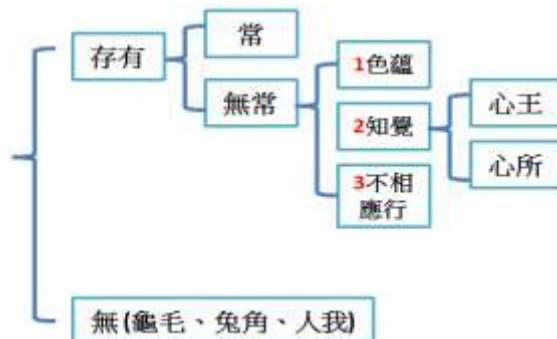 存有
常
無常
1色蘊
2知覺
3不相
應行
心王
心所
無(龜毛、兔角、人我)